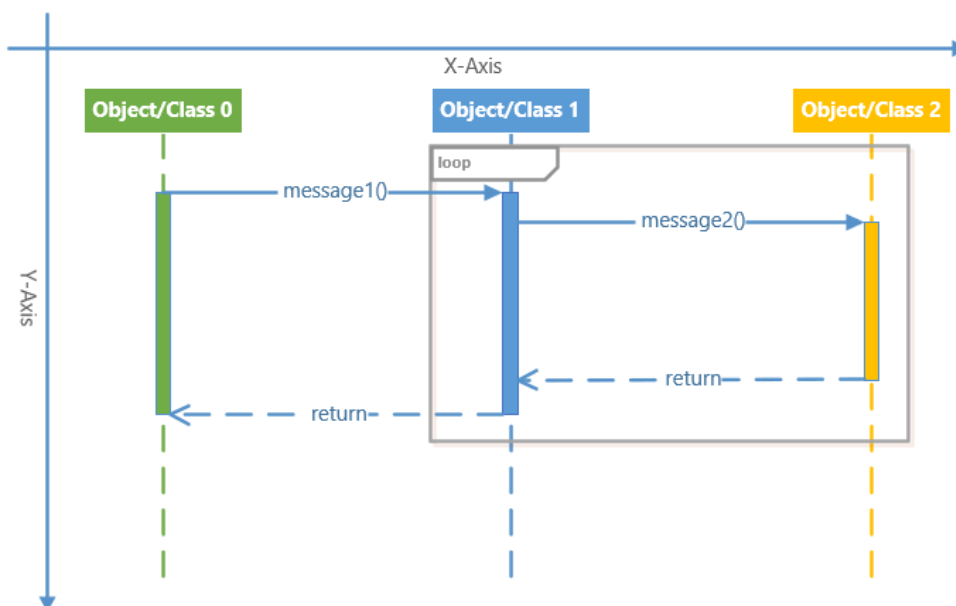 X-Axis
Object/Class 0
Object/Class 1
Object/Class 2
loop
message1()
message2()
Y-Axis
return
return